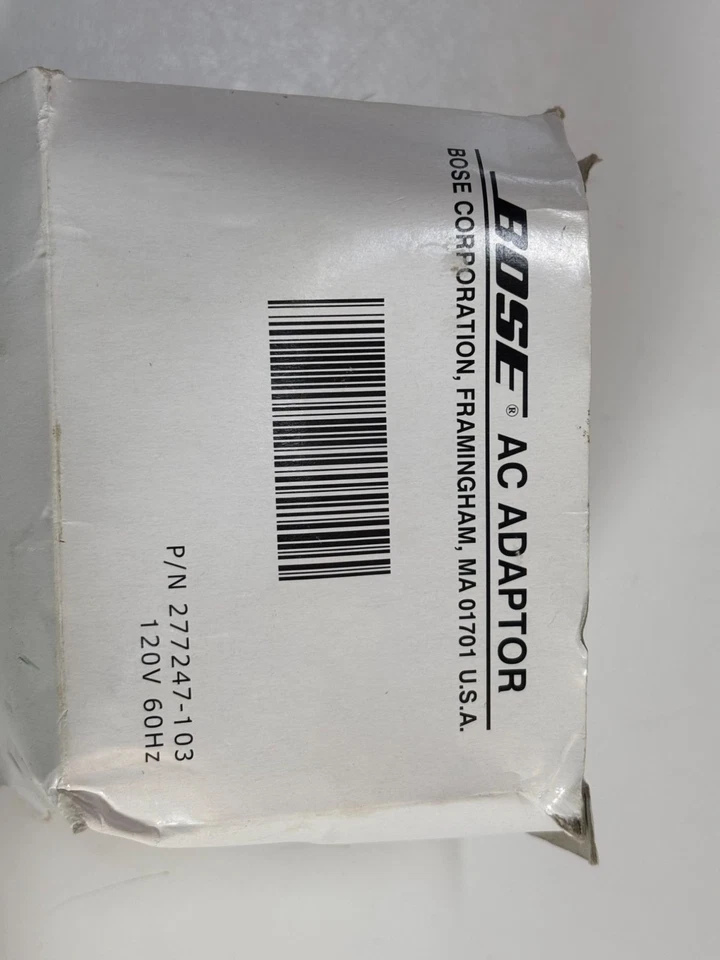 BOSE® AC ADAPTOR
BOSE CORPORATION, FRAMINGHAM, MA 01701 U.S.A.
P/N 277247-103
120V 60Hz